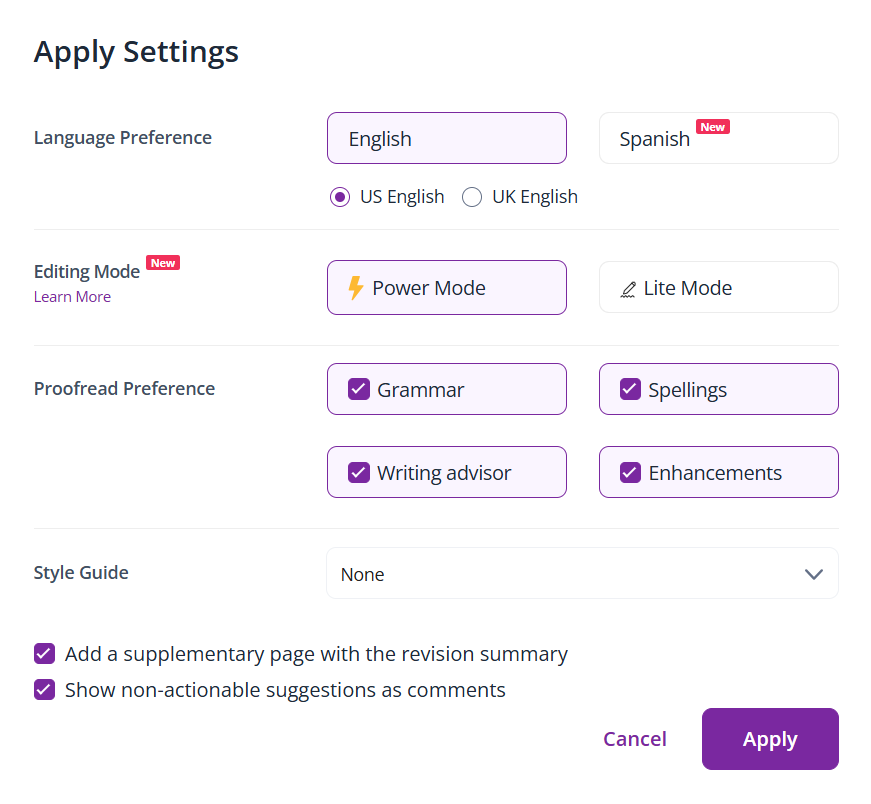 Apply Settings
Language Preference
English
Spanish New
US English UK English
Editing Mode New
Learn More
Power Mode
Lite Mode
Proofread Preference
Grammar
Spellings
Writing advisor
Enhancements
Style Guide
None
Add a supplementary page with the revision summary
Show non-actionable suggestions as comments
Cancel
Apply